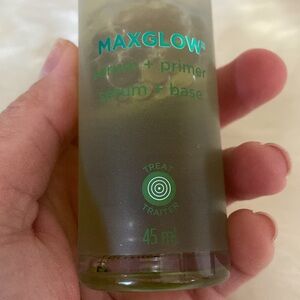 MAXGLOW
serum + primer
sérum + base
TREAT
TRAITER
45 ml